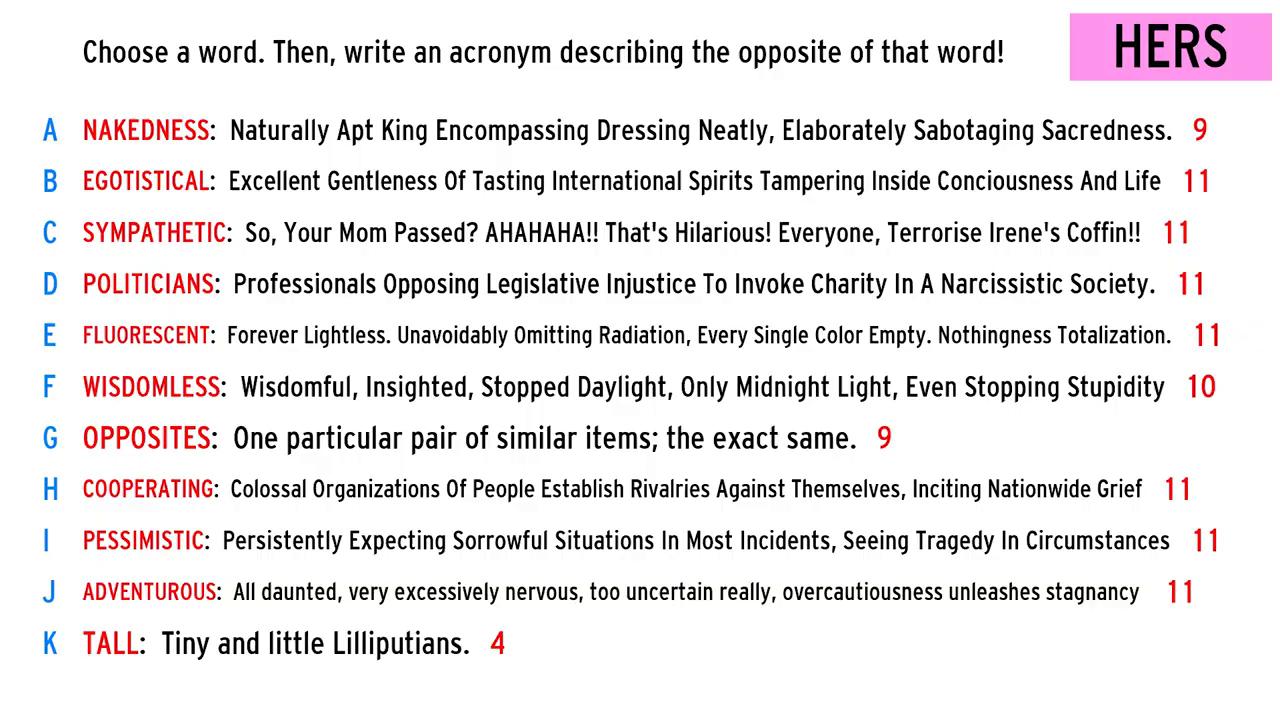 Choose a word. Then, write an acronym describing the opposite of that word!
HERS
A NAKEDNESS: Naturally Apt King Encompassing Dressing Neatly, Elaborately Sabotaging Sacredness. 9
B EGOTISTICAL: Excellent Gentleness Of Tasting International Spirits Tampering Inside Conciousness And Life 11
C SYMPATHETIC: So, Your Mom Passed? AHAHAHA!! That's Hilarious! Everyone, Terrorise Irene's Coffin!! 11
D POLITICIANS: Professionals Opposing Legislative Injustice To Invoke Charity In A Narcissistic Society. 11
E FLUORESCENT: Forever Lightless. Unavoidably Omitting Radiation, Every Single Color Empty. Nothingness Totalization. 11
F WISDOMLESS: Wisdomful, Insighted, Stopped Daylight, Only Midnight Light, Even Stopping Stupidity 10
G OPPOSITES: One particular pair of similar items; the exact same. 9
H COOPERATING: Colossal Organizations Of People Establish Rivalries Against Themselves, Inciting Nationwide Grief 11
I PESSIMISTIC: Persistently Expecting Sorrowful Situations In Most Incidents, Seeing Tragedy In Circumstances 11
J ADVENTUROUS: All daunted, very excessively nervous, too uncertain really, overcautiousness unleashes stagnancy 11
K TALL: Tiny and little Lilliputians. 4